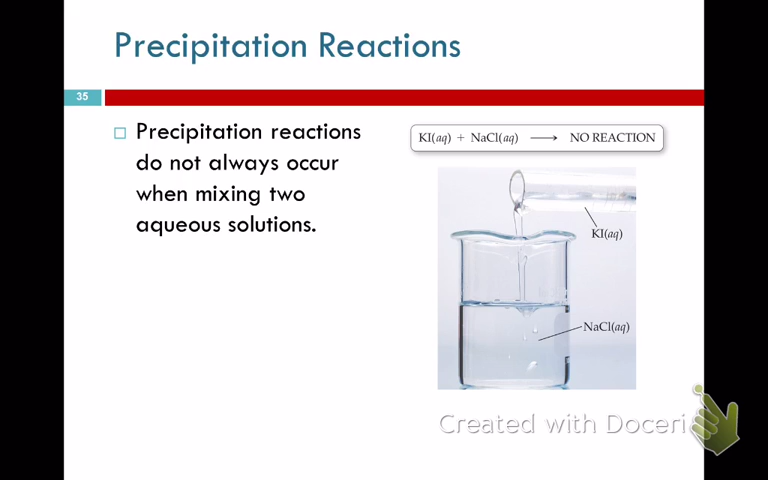 Precipitation Reactions
35
Precipitation reactions
do not always occur
when mixing two
aqueous solutions.
KI(aq) + NaCl(aq) ⟶ NO REACTION
KI(aq)
NaCl(aq)
Created with Doceri